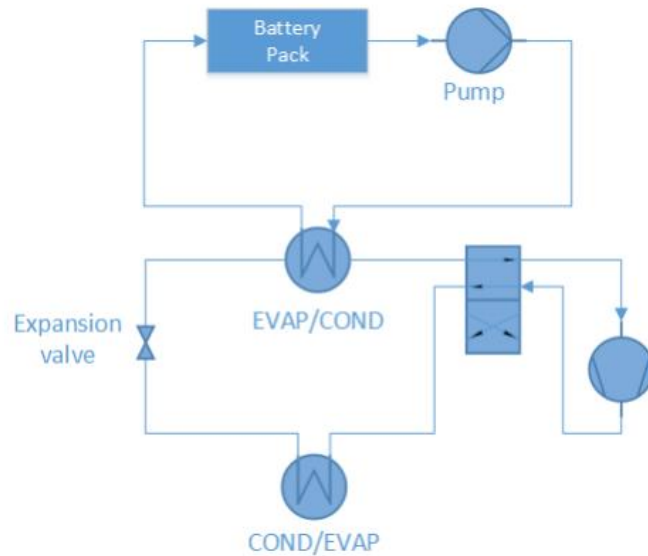 Battery
Pack
Pump
EVAP/COND
Expansion
valve
COND/EVAP